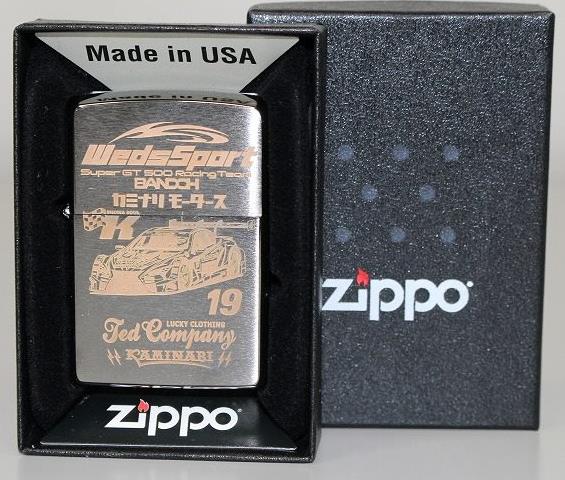 Made in USA
WedsSport
Super GT 500 Racing Team
BANDOH
カミナリモータース
K
19
LUCKY CLOTHING
Ted Company
KAMINARI
zippo
zippo